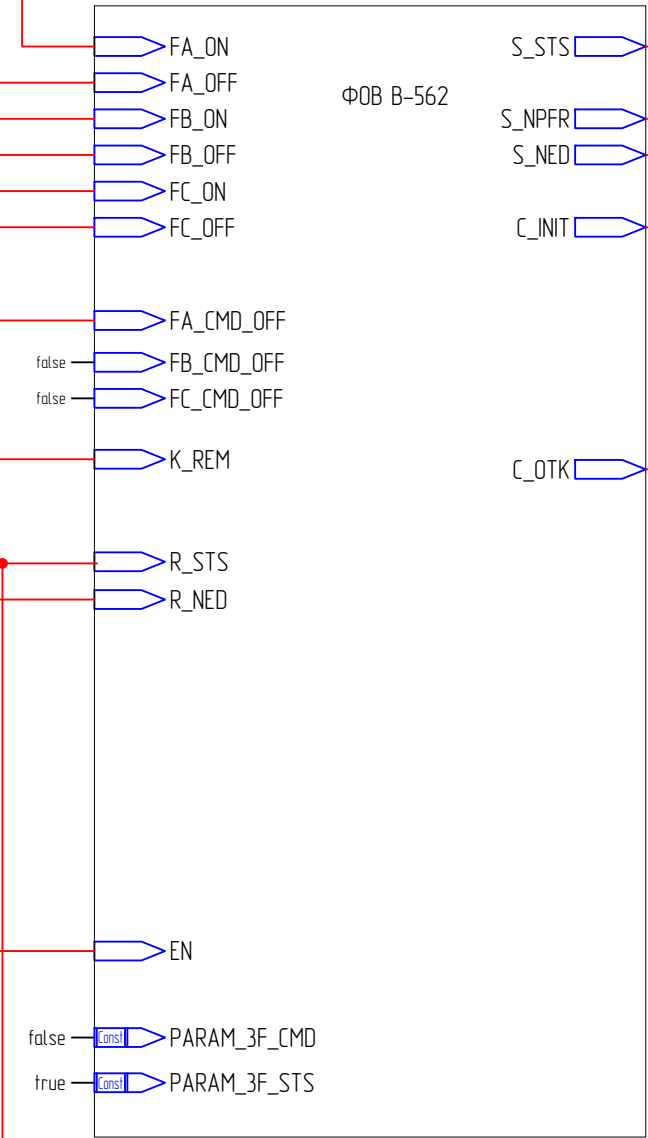 FA_ON
S_STS
FA_OFF
ФОВ В-562
FB_ON
S_NPFR
FB_OFF
S_NED
FC_ON
FC_OFF
C_INIT
FA_CMD_OFF
false FB_CMD_OFF
false FC_CMD_OFF
K_REM
C_OTK
R_STS
R_NED
EN
false Const PARAM_3F_CMD
true Const PARAM_3F_STS